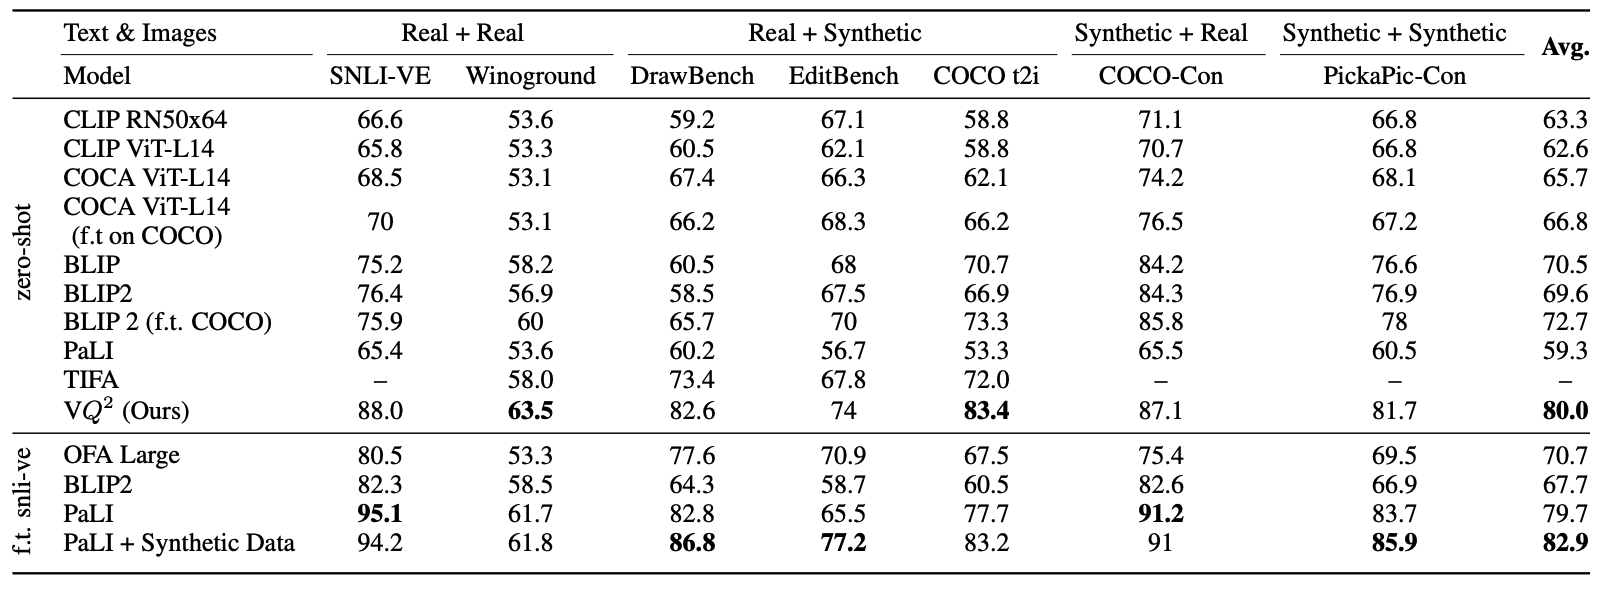 Text & Images Real + Real Real + Synthetic Synthetic + Real Synthetic + Synthetic Avg.
Model SNLI-VE Winoground DrawBench EditBench COCO t2i COCO-Con PickaPic-Con
zero-shot
CLIP RN50x64 66.6 53.6 59.2 67.1 58.8 71.1 66.8 63.3
CLIP ViT-L14 65.8 53.3 60.5 62.1 58.8 70.7 66.8 62.6
COCA ViT-L14 68.5 53.1 67.4 66.3 62.1 74.2 68.1 65.7
COCA ViT-L14
(f.t on COCO) 70 53.1 66.2 68.3 66.2 76.5 67.2 66.8
BLIP 75.2 58.2 60.5 68 70.7 84.2 76.6 70.5
BLIP2 76.4 56.9 58.5 67.5 66.9 84.3 76.9 69.6
BLIP 2 (f.t. COCO) 75.9 60 65.7 70 73.3 85.8 78 72.7
PaLI 65.4 53.6 60.2 56.7 53.3 65.5 60.5 59.3
TIFA – 58.0 73.4 67.8 72.0 – – –
VQ² (Ours) 88.0 63.5 82.6 74 83.4 87.1 81.7 80.0
f.t. snli-ve
OFA Large 80.5 53.3 77.6 70.9 67.5 75.4 69.5 70.7
BLIP2 82.3 58.5 64.3 58.7 60.5 82.6 66.9 67.7
PaLI 95.1 61.7 82.8 65.5 77.7 91.2 83.7 79.7
PaLI + Synthetic Data 94.2 61.8 86.8 77.2 83.2 91 85.9 82.9